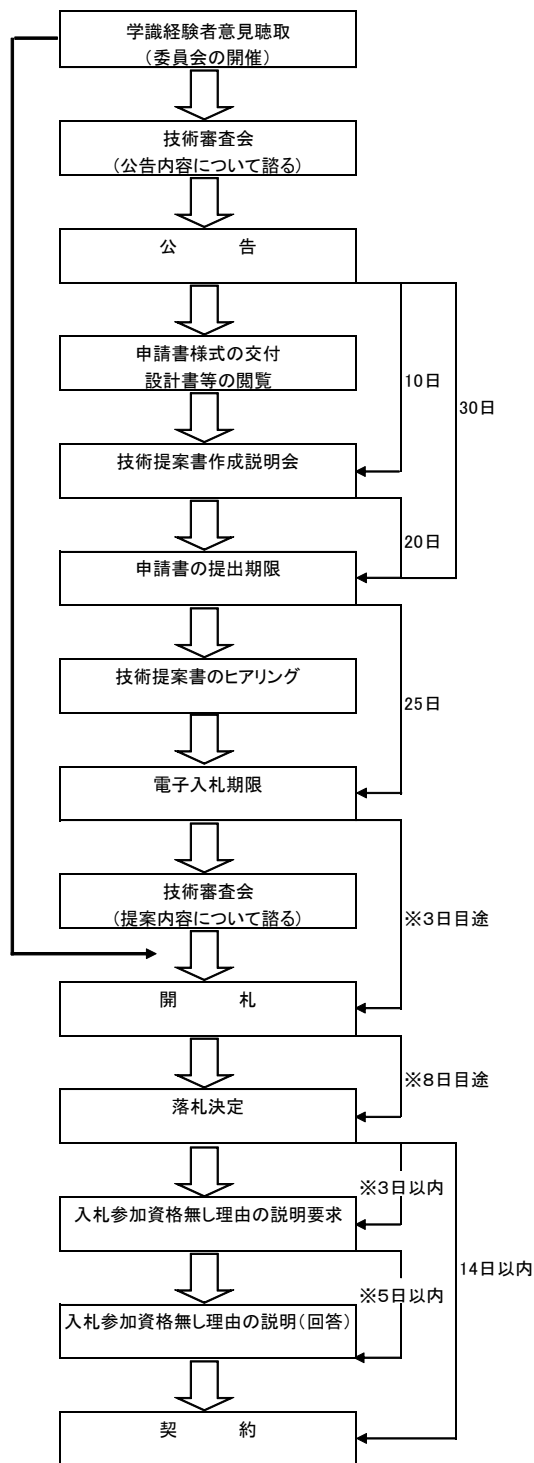 学識経験者意見聴取
(委員会の開催)
技術審査会
(公告内容について諮る)
公　　告
申請書様式の交付
設計書等の閲覧
10日
30日
技術提案書作成説明会
20日
申請書の提出期限
技術提案書のヒアリング
25日
電子入札期限
技術審査会
(提案内容について諮る)
※3日目途
開　　札
※8日目途
落札決定
※3日以内
入札参加資格無し理由の説明要求
14日以内
※5日以内
入札参加資格無し理由の説明(回答)
契　　約